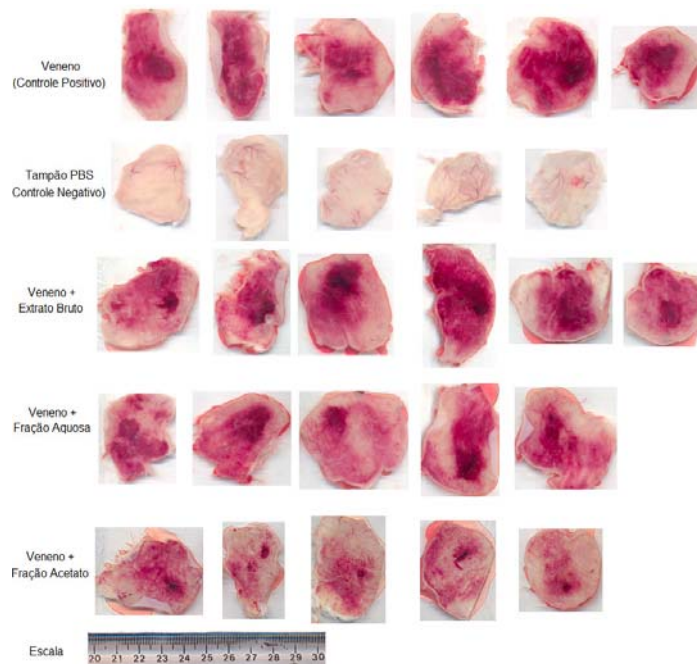 Veneno
(Controle Positivo)
Tampão PBS
Controle Negativo)
Veneno +
Extrato Bruto
Veneno +
Fração Aquosa
Veneno +
Fração Acetato
Escala
20 21 22 23 24 25 26 27 28 29 30